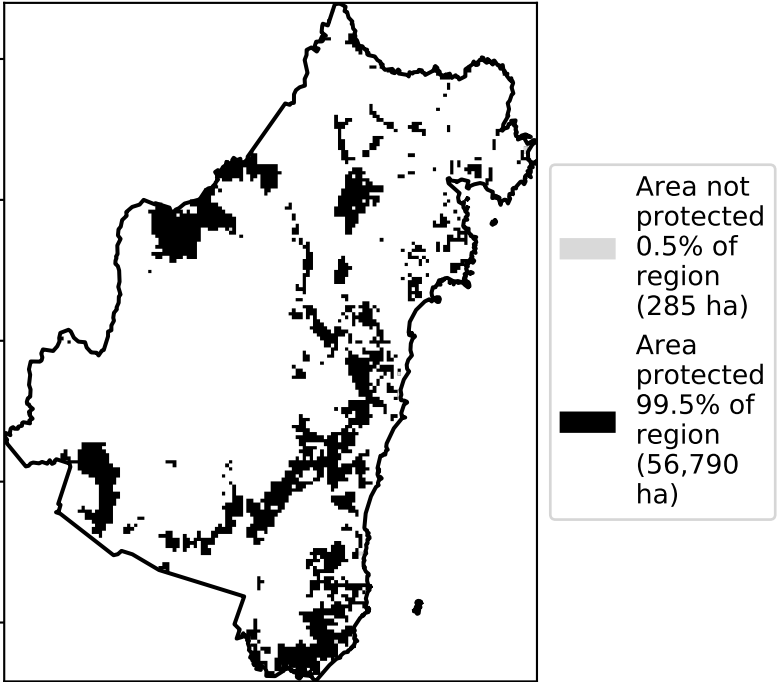 Area not
protected
0.5% of
region
(285 ha)
Area
protected
99.5% of
region
(56,790
ha)